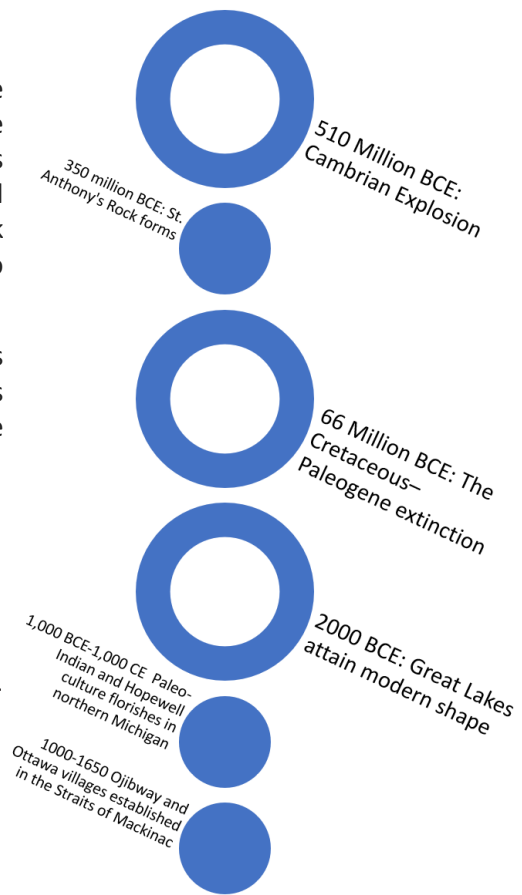 510 Million BCE:
Cambrian Explosion
350 million BCE: St.
Anthony's Rock forms
66 Million BCE: The
Cretaceous–
Paleogene extinction
2000 BCE: Great Lakes
attain modern shape
1,000 BCE-1,000 CE Paleo-
Indian and Hopewell
culture florishes in
northern Michigan
1000-1650 Ojibway and
Ottawa villages established
in the Straits of Mackinac